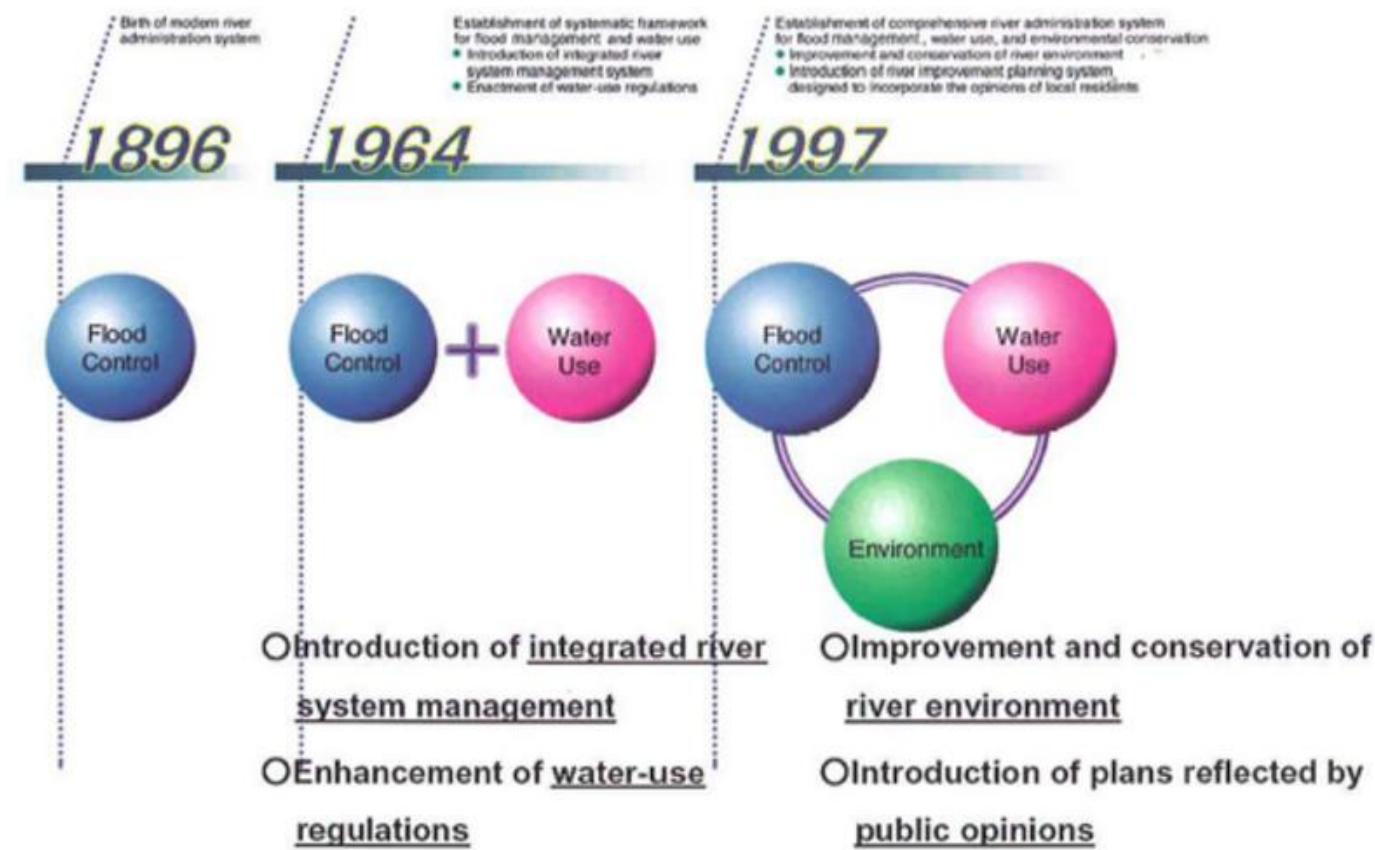 Birth of modern river
administration system
Establishment of systematic framework
for flood management and water use
● Introduction of integrated river
system management system
● Enactment of water-use regulations
Establishment of comprehensive river administration system
for flood management, water use, and environmental conservation
● Improvement and conservation of river environment
● Introduction of river improvement planning system,
designed to incorporate the opinions of local residents
1896
1964
1997
Flood
Control
Flood
Control
+
Water
Use
Flood
Control
Water
Use
Environment
○Introduction of integrated river
system management
○Enhancement of water-use
regulations
○Improvement and conservation of
river environment
○Introduction of plans reflected by
public opinions